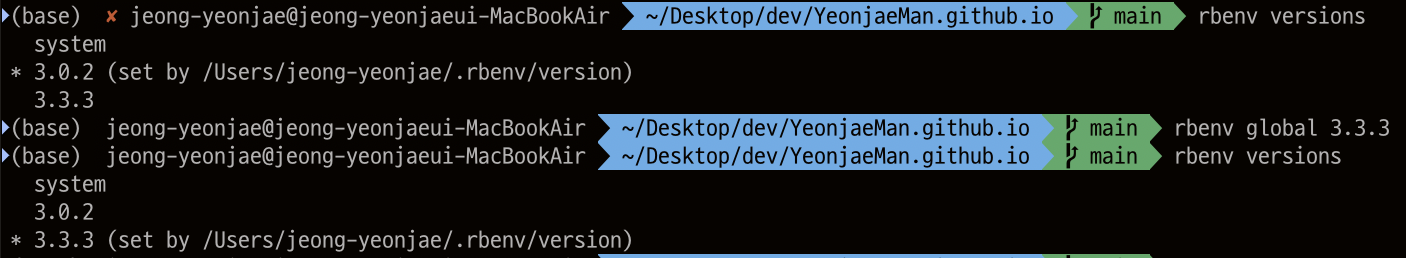 (base) ✘ jeong-yeonjae@jeong-yeonjaeui-MacBookAir ~/Desktop/dev/YeonjaeMan.github.io main rbenv versions
system
* 3.0.2 (set by /Users/jeong-yeonjae/.rbenv/version)
3.3.3
(base) jeong-yeonjae@jeong-yeonjaeui-MacBookAir ~/Desktop/dev/YeonjaeMan.github.io main rbenv global 3.3.3
(base) jeong-yeonjae@jeong-yeonjaeui-MacBookAir ~/Desktop/dev/YeonjaeMan.github.io main rbenv versions
system
3.0.2
* 3.3.3 (set by /Users/jeong-yeonjae/.rbenv/version)